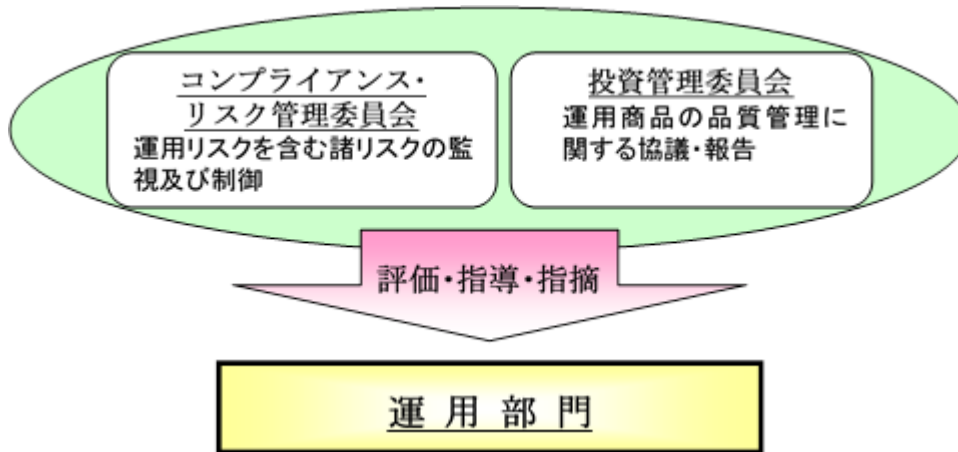 コンプライアンス・
リスク管理委員会
運用リスクを含む諸リスクの監
視及び制御
投資管理委員会
運用商品の品質管理に
関する協議・報告
評価・指導・指摘
運用部門